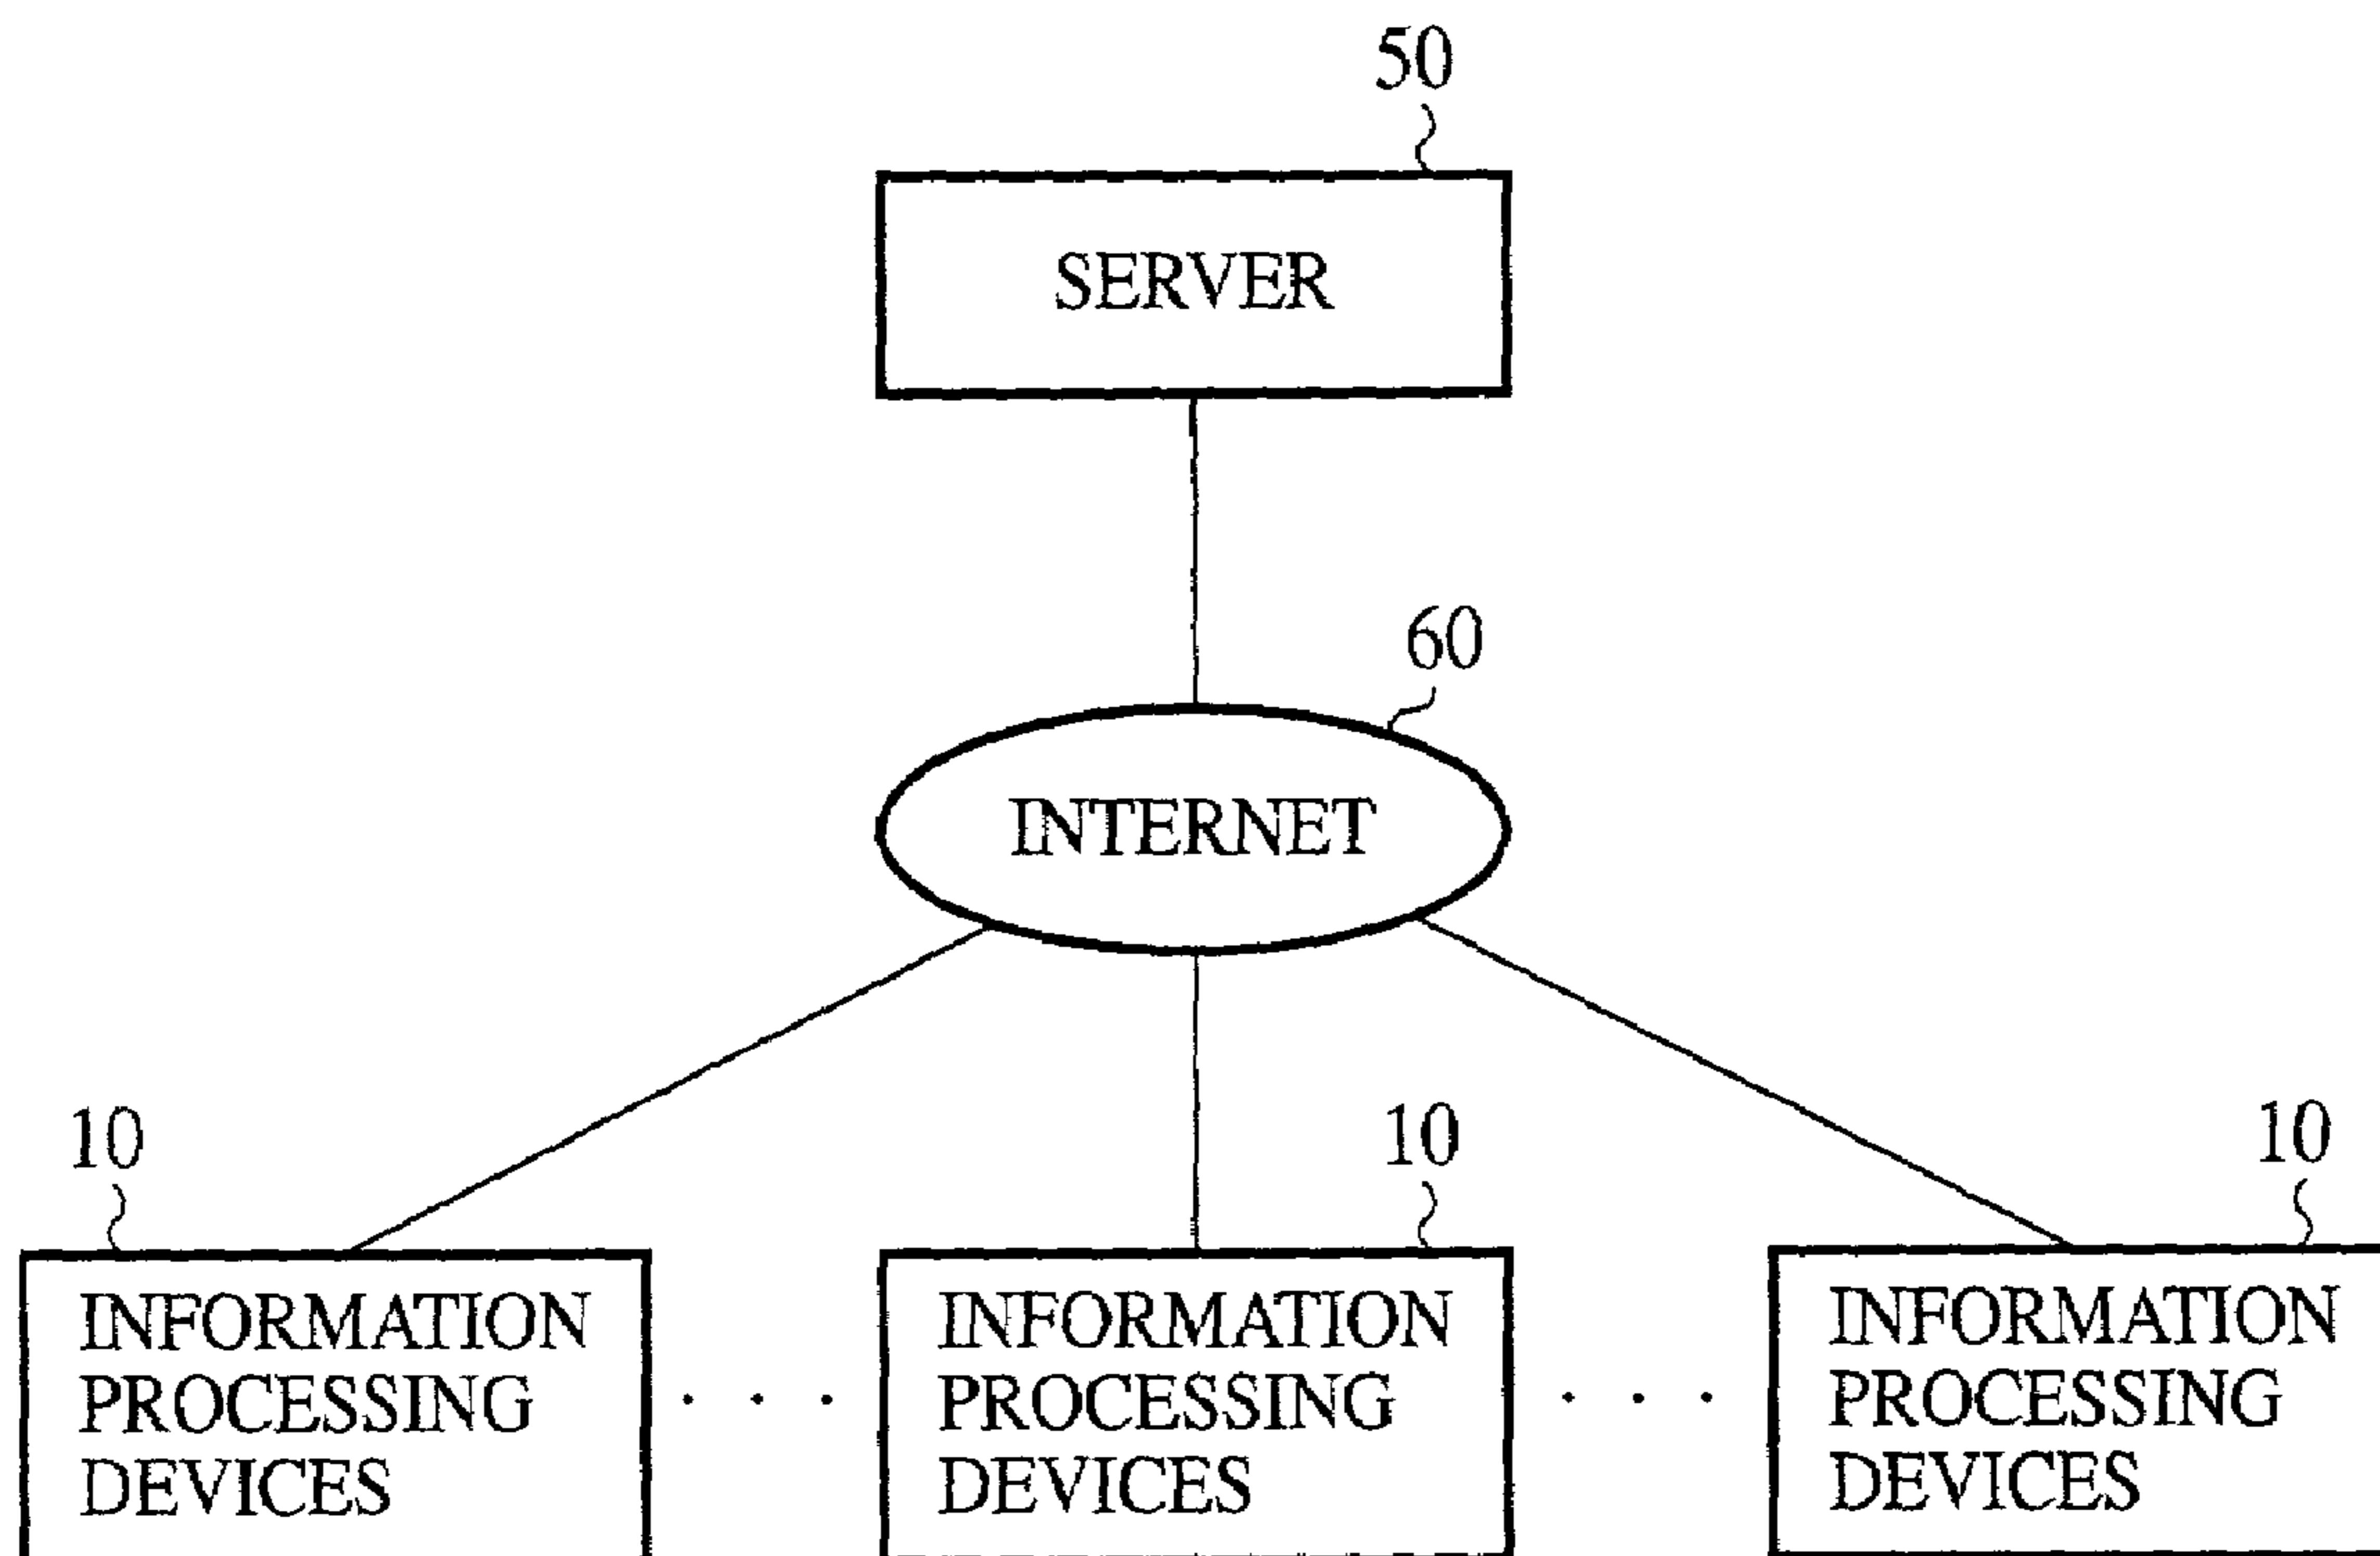 50
SERVER
60
INTERNET
10
10
10
INFORMATION
PROCESSING
DEVICES
. . .
INFORMATION
PROCESSING
DEVICES
. . .
INFORMATION
PROCESSING
DEVICES